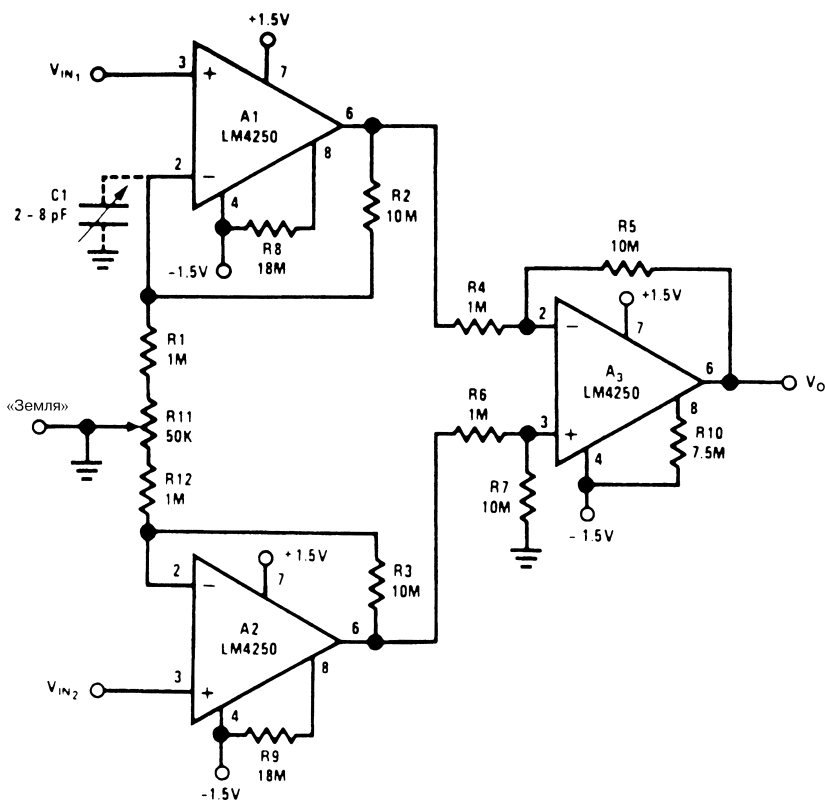 +1.5V
VIN1
3
+
7
A1
LM4250
6
8
2
−
C1
2 – 8 pF
4
R8
18M
−1.5V
R2
10M
R5
10M
R4
1M
2
−
+1.5V
7
R1
1M
A3
LM4250
6
VO
8
R10
7.5M
«Земля»
R11
50K
R6
1M
3
+
4
R12
1M
R7
10M
− 1.5V
2
−
+1.5V
7
R3
10M
A2
LM4250
6
8
VIN2
3
+
4
R9
18M
−1.5V